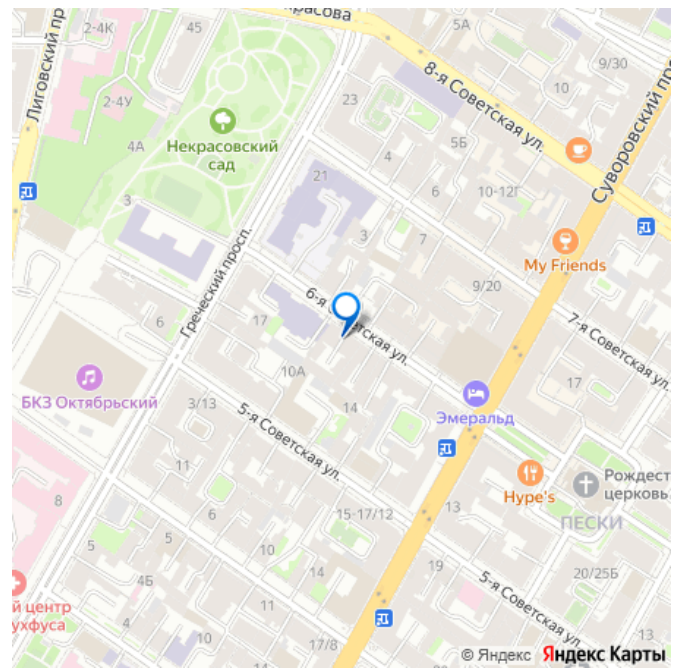 красова
2-4К
45
5А
9/30
Лиговский пр
2-4У
23
8-я Советская ул.
10
4А
Некрасовский
сад
4
5Б
6
10-12Г
Суворовский пр
21
3
3
7
My Friends
Греческий просп.
9/20
6-я Советская ул.
7-я Советская ул.
6
17
БКЗ Октябрьский
10А
17
3/13
14
Эмеральд
5-я Советская ул.
11
Hype's
Рождест
церковь
8
9
13
ПЕСКИ
11
15-17/12
13
5
6
10
5
4Б
14
19
20/25Б
й центр
ухфуса
11
5-я Советская ул.
4
17/8
© Яндекс Яндекс Карты